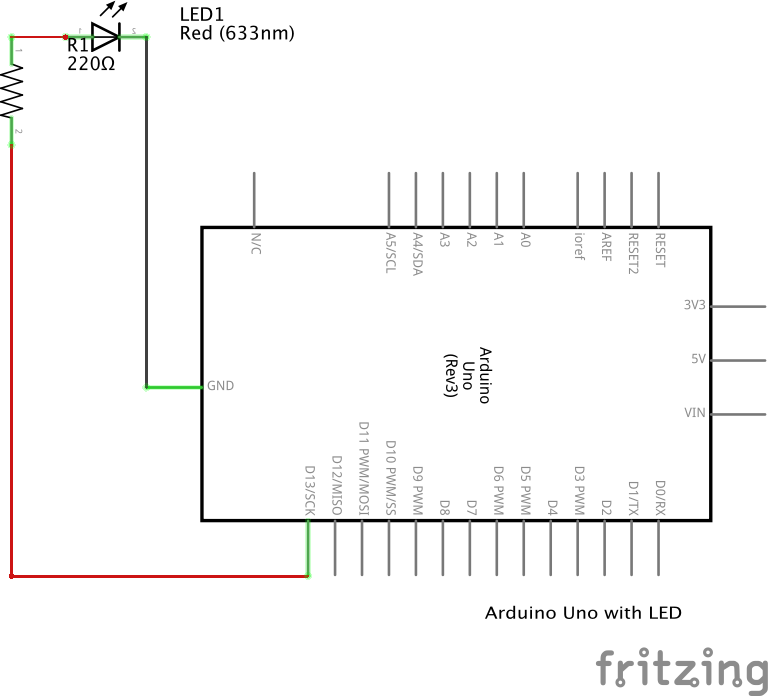 LED1
Red (633nm)
R1
220Ω
1
2
1
2
N/C
A5/SCL
A4/SDA
A3
A2
A1
A0
ioref
AREF
RESET2
RESET
3V3
5V
VIN
GND
Arduino
Uno
(Rev3)
D13/SCK
D12/MISO
D11 PWM/MOSI
D10 PWM/SS
D9 PWM
D8
D7
D6 PWM
D5 PWM
D4
D3 PWM
D2
D1/TX
D0/RX
Arduino Uno with LED
fritzing